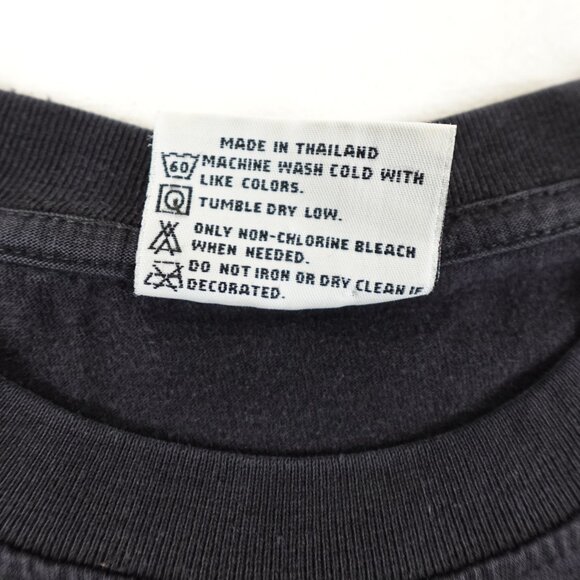 MADE IN THAILAND
60 MACHINE WASH COLD WITH
LIKE COLORS.
TUMBLE DRY LOW.
ONLY NON-CHLORINE BLEACH
WHEN NEEDED.
DO NOT IRON OR DRY CLEAN IF
DECORATED.